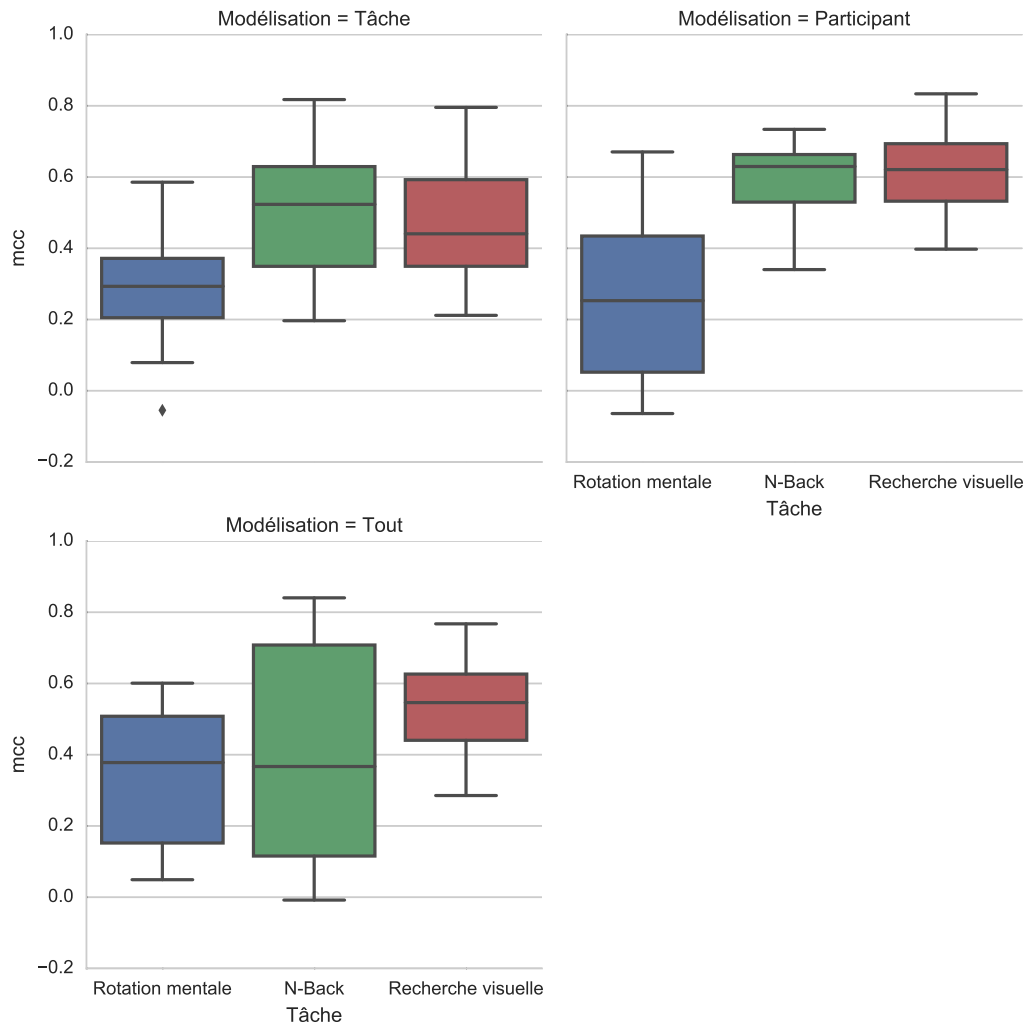 Modélisation = Tâche
Modélisation = Participant
1.0
0.8
0.6
0.4
0.2
0.0
−0.2
mcc
Rotation mentale N-Back Recherche visuelle
Tâche
Modélisation = Tout
1.0
0.8
0.6
0.4
0.2
0.0
−0.2
mcc
Rotation mentale N-Back Recherche visuelle
Tâche